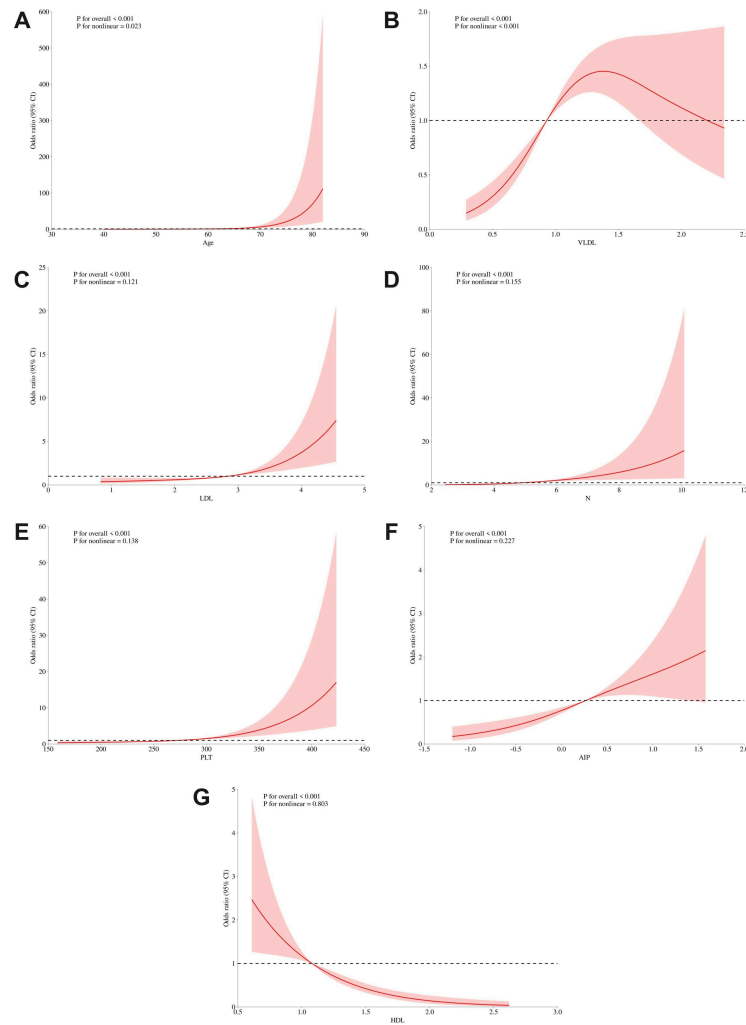 A
P for overall < 0.001
P for nonlinear = 0.023
Odds ratio (95% CI)
600
500
400
300
200
100
0
30 40 50 60 70 80 90
Age
B
P for overall < 0.001
P for nonlinear < 0.001
Odds ratio (95% CI)
2.0
1.5
1.0
0.5
0.0
0.0 0.5 1.0 1.5 2.0 2.5
VLDL
C
P for overall < 0.001
P for nonlinear = 0.121
Odds ratio (95% CI)
25
20
15
10
5
0
0 1 2 3 4 5
LDL
D
P for overall < 0.001
P for nonlinear = 0.155
Odds ratio (95% CI)
100
80
60
40
20
0
2 4 6 8 10 12
N
E
P for overall < 0.001
P for nonlinear = 0.138
Odds ratio (95% CI)
60
50
40
30
20
10
0
150 200 250 300 350 400 450
PLT
F
P for overall < 0.001
P for nonlinear = 0.227
Odds ratio (95% CI)
5
4
3
2
1
0
-1.5 -1.0 -0.5 0.0 0.5 1.0 1.5 2.0
AIP
G
P for overall < 0.001
P for nonlinear = 0.803
Odds ratio (95% CI)
5
4
3
2
1
0
0.5 1.0 1.5 2.0 2.5 3.0
HDL